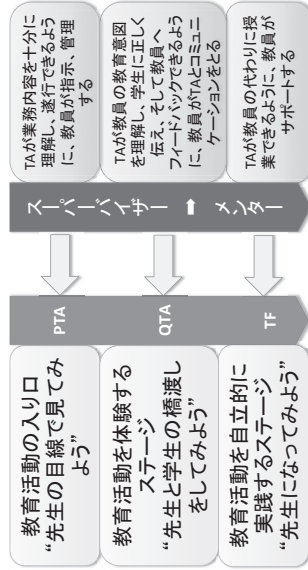 教育活動の入り口
“先生の目線で見てみ
よう”
PTA
TAが業務内容を十分に
理解し、遂行できるよう
に、教員が指示、管理
する
教育活動を体験する
ステージ
“先生と学生の橋渡し
をしてみよう”
QTA
TAが教員の教育意図
を理解し、学生に正しく
伝え、そして教員へ
フィードバックできるよう
に、教員がTAとコミュニ
ケーションをとる
教育活動を自立的に
実践するステージ
“先生になってみよう”
TF
TAが教員の代わりに授
業できるように、教員が
サポートする
スーパーバイザー ➡ メンター